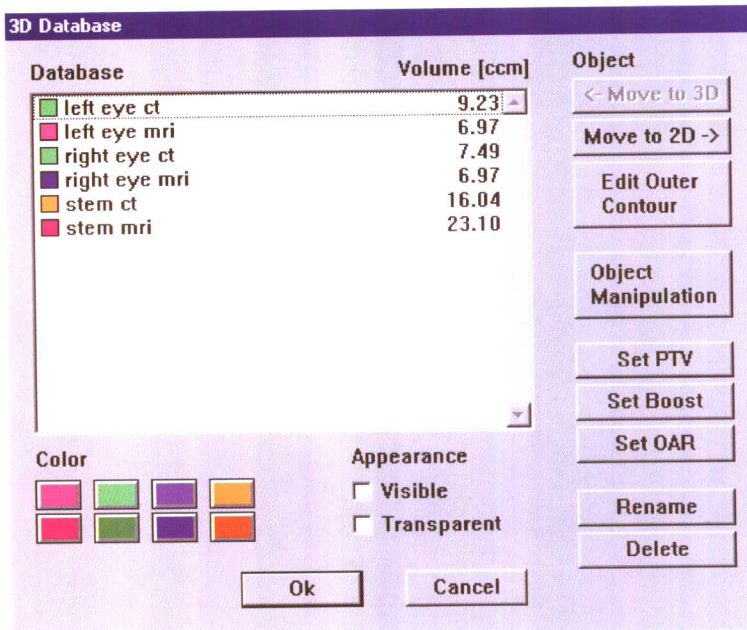 3D Database
Database Volume [ccm]
left eye ct 9.23
left eye mri 6.97
right eye ct 7.49
right eye mri 6.97
stem ct 16.04
stem mri 23.10
Color
Appearance
Visible
Transparent
Ok Cancel
Object
<- Move to 3D
Move to 2D ->
Edit Outer
Contour
Object
Manipulation
Set PTV
Set Boost
Set OAR
Rename
Delete